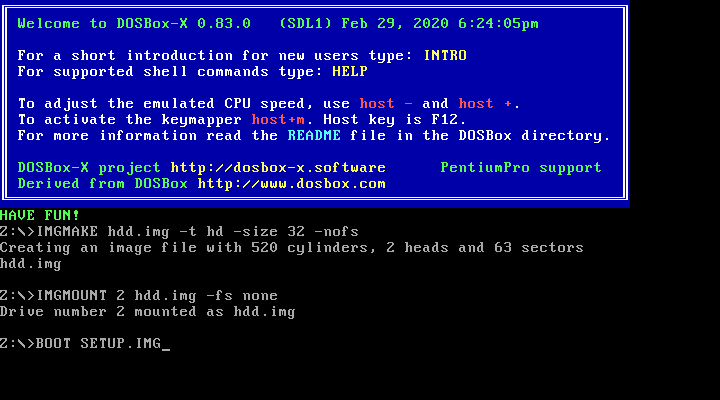 Welcome to DOSBox-X 0.83.0 (SDL1) Feb 29, 2020 6:24:05pm
For a short introduction for new users type: INTRO
For supported shell commands type: HELP
To adjust the emulated CPU speed, use host - and host +.
To activate the keymapper host+m. Host key is F12.
For more information read the README file in the DOSBox directory.
DOSBox-X project http://dosbox-x.software PentiumPro support
Derived from DOSBox http://www.dosbox.com
HAVE FUN!
Z:\>IMGMAKE hdd.img -t hd -size 32 -nofs
Creating an image file with 520 cylinders, 2 heads and 63 sectors
hdd.img
Z:\>IMGMOUNT 2 hdd.img -fs none
Drive number 2 mounted as hdd.img
Z:\>BOOT SETUP.IMG_